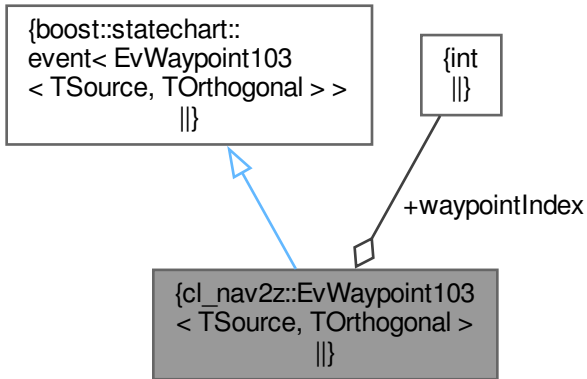 {boost::statechart::
event< EvWaypoint103
< TSource, TOrthogonal > >
||}
{int
||}
+waypointIndex
{cl_nav2z::EvWaypoint103
< TSource, TOrthogonal >
||}